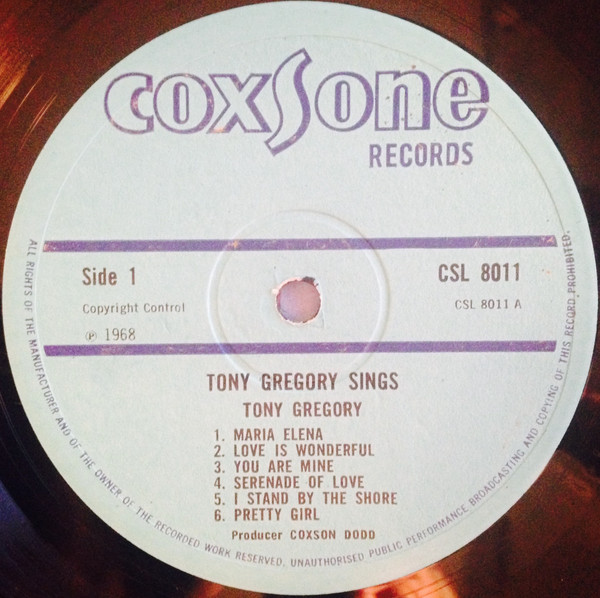 coxSone
RECORDS
Side 1
CSL 8011
Copyright Control
CSL 8011 A
℗ 1968
TONY GREGORY SINGS
TONY GREGORY
1. MARIA ELENA
2. LOVE IS WONDERFUL
3. YOU ARE MINE
4. SERENADE OF LOVE
5. I STAND BY THE SHORE
6. PRETTY GIRL
Producer COXSON DODD
ALL RIGHTS OF THE MANUFACTURER AND OF THE OWNER OF THE RECORDED WORK RESERVED, UNAUTHORISED PUBLIC PERFORMANCE BROADCASTING AND COPYING OF THIS RECORD PROHIBITED.